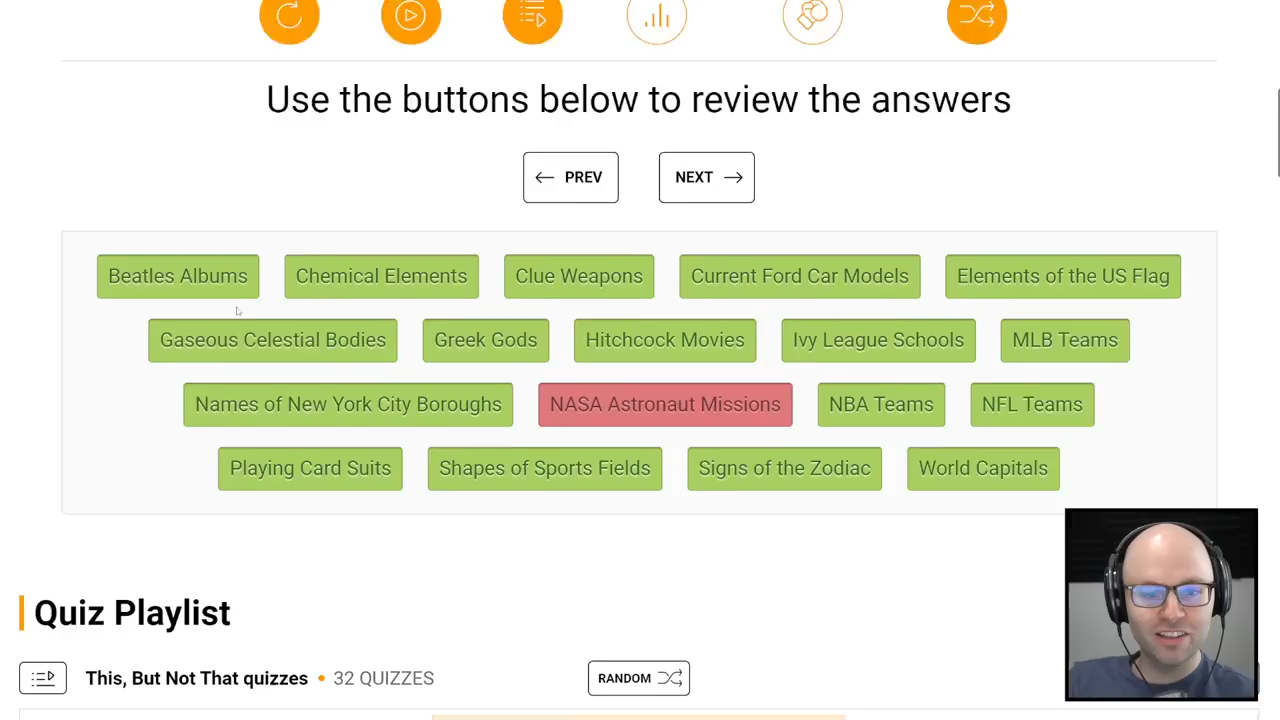 Use the buttons below to review the answers
PREV
NEXT
Beatles Albums
Chemical Elements
Clue Weapons
Current Ford Car Models
Elements of the US Flag
Gaseous Celestial Bodies
Greek Gods
Hitchcock Movies
Ivy League Schools
MLB Teams
Names of New York City Boroughs
NASA Astronaut Missions
NBA Teams
NFL Teams
Playing Card Suits
Shapes of Sports Fields
Signs of the Zodiac
World Capitals
Quiz Playlist
This, But Not That quizzes • 32 QUIZZES
RANDOM